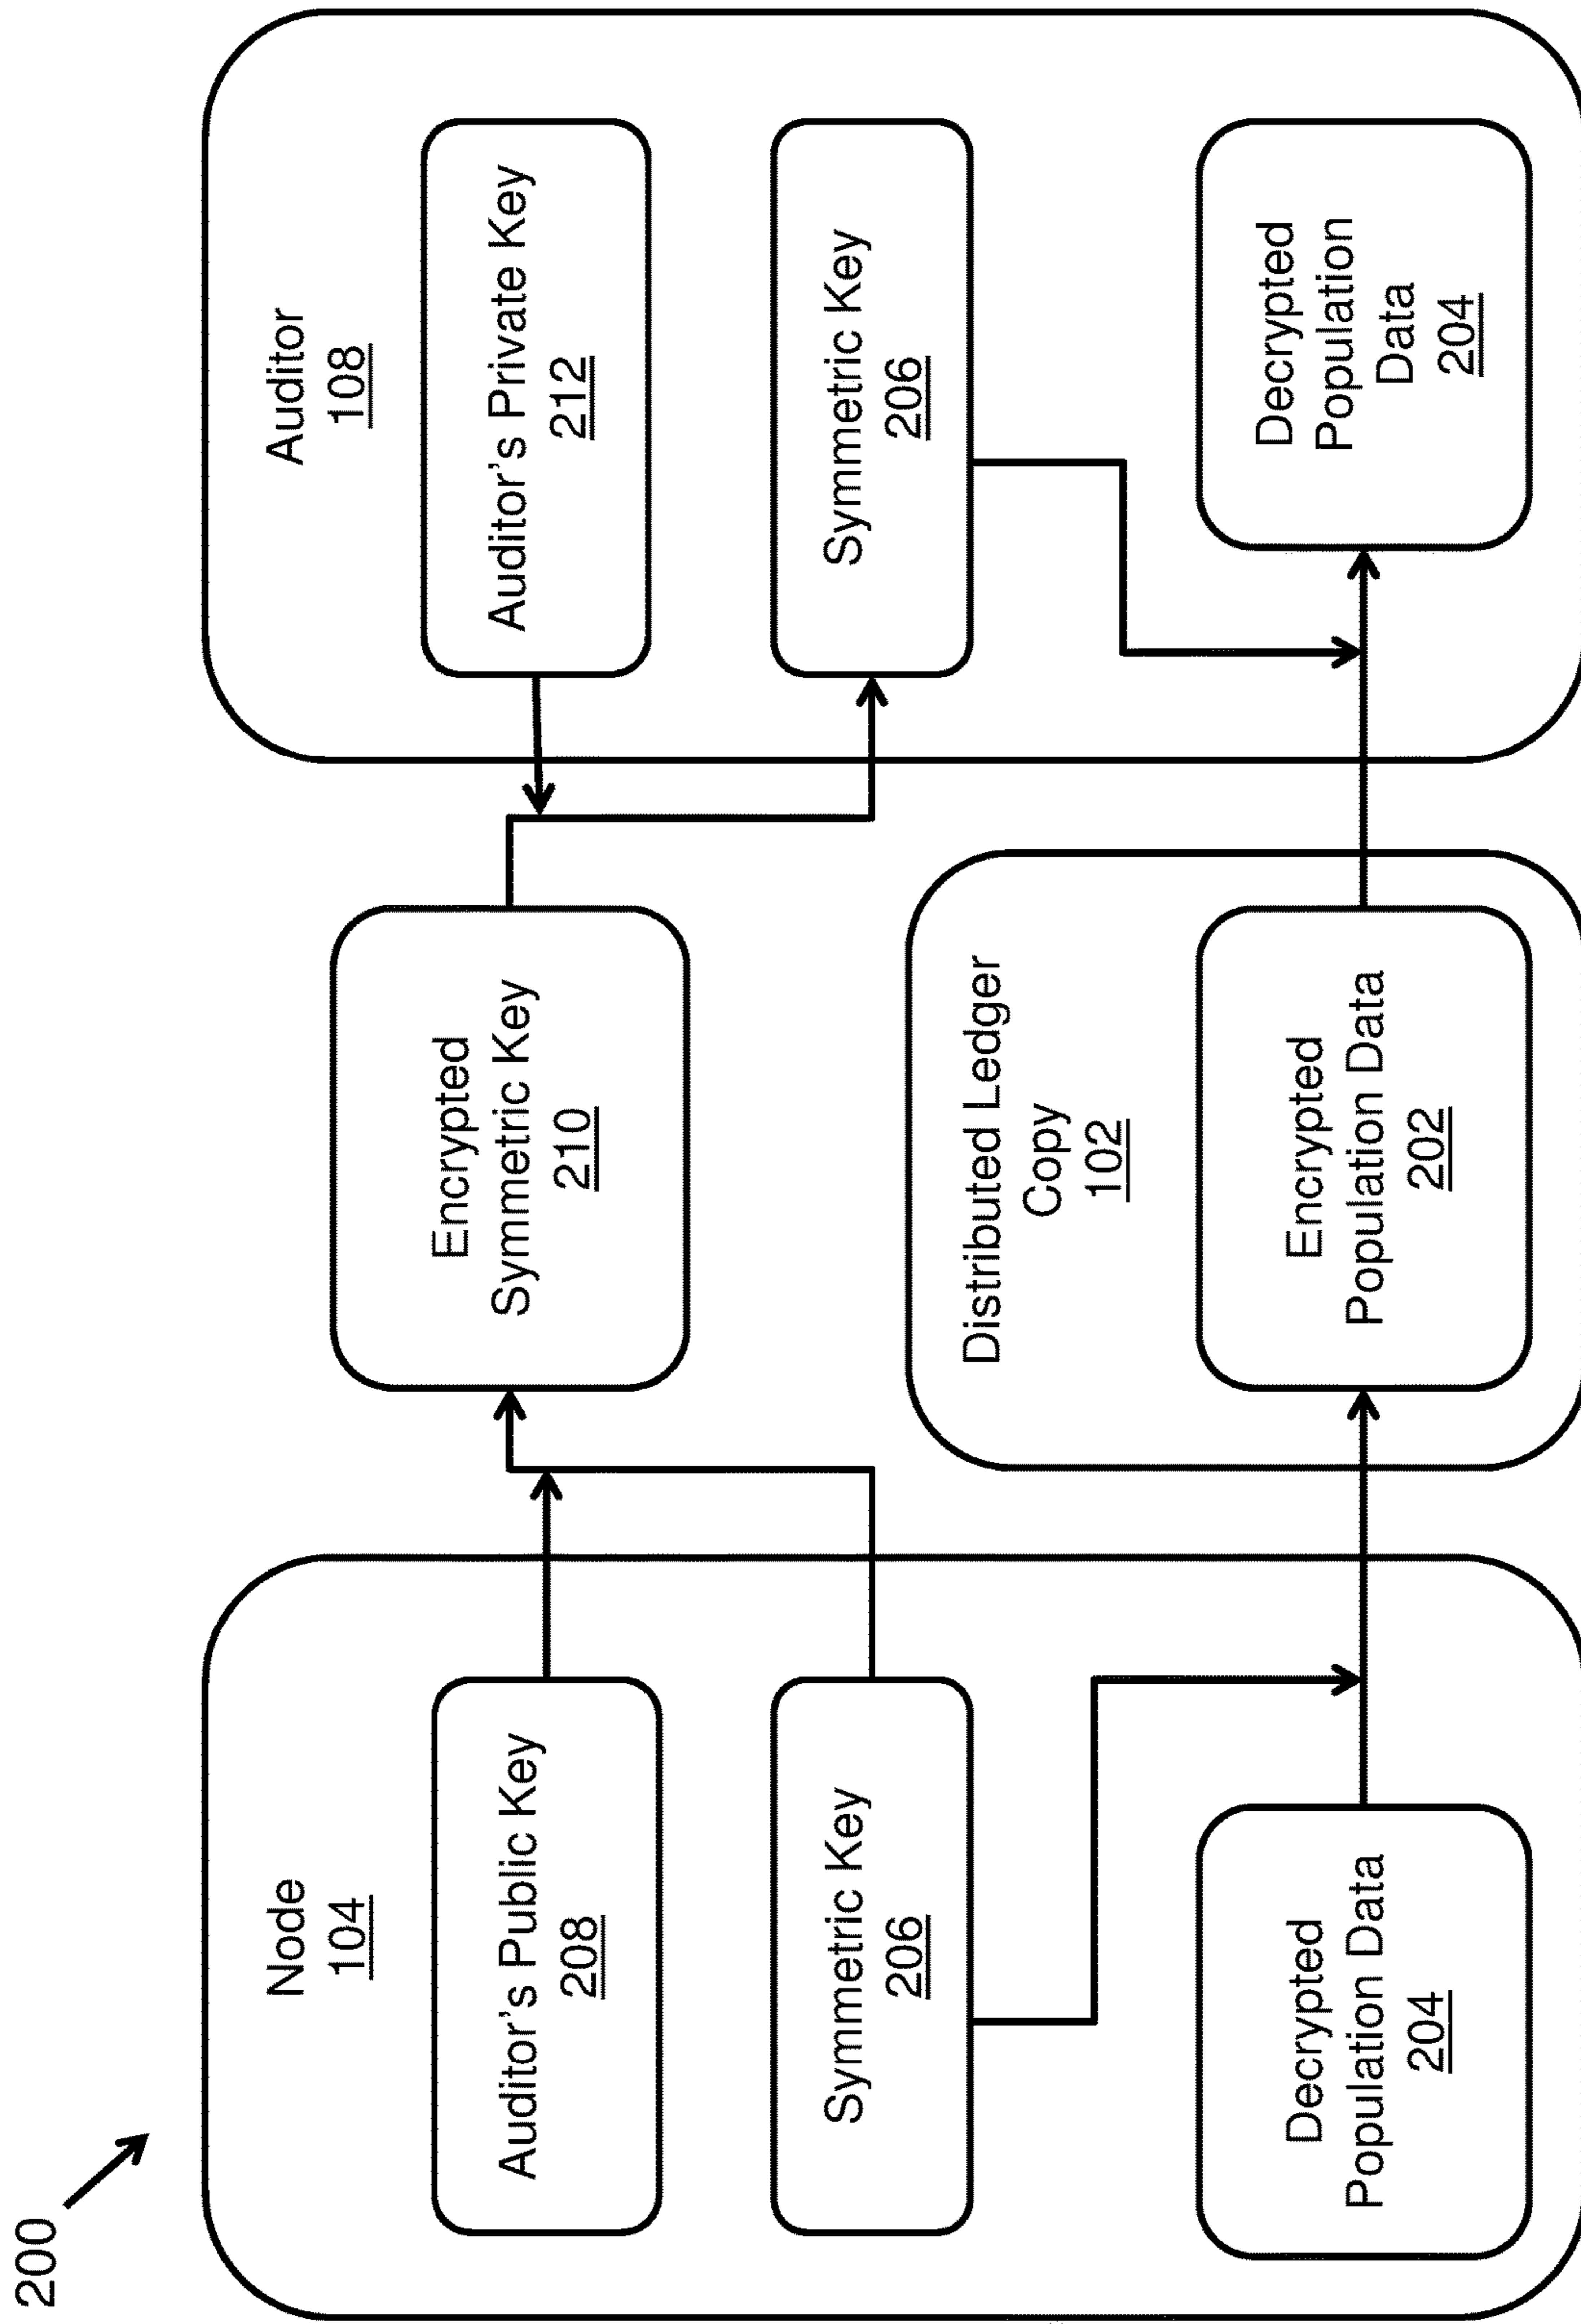 200
Node
104
Auditor's Public Key
208
Symmetric Key
206
Decrypted
Population Data
204
Encrypted
Symmetric Key
210
Distributed Ledger
Copy
102
Encrypted
Population Data
202
Auditor
108
Auditor's Private Key
212
Symmetric Key
206
Decrypted
Population
Data
204